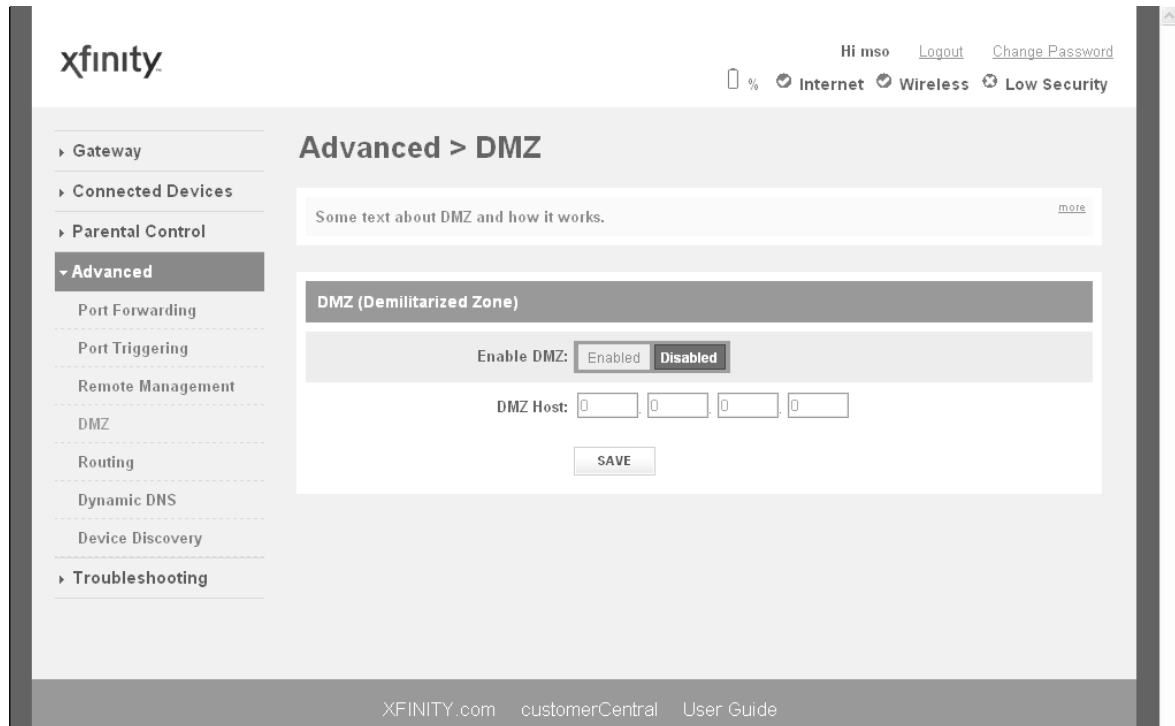 xfinity™
Hi mso Logout Change Password
% Internet Wireless Low Security
Gateway
Connected Devices
Parental Control
Advanced
Port Forwarding
Port Triggering
Remote Management
DMZ
Routing
Dynamic DNS
Device Discovery
Troubleshooting
Advanced > DMZ
Some text about DMZ and how it works.
more
DMZ (Demilitarized Zone)
Enable DMZ: Enabled Disabled
DMZ Host: 0 . 0 . 0 . 0
SAVE
XFINITY.com customerCentral User Guide